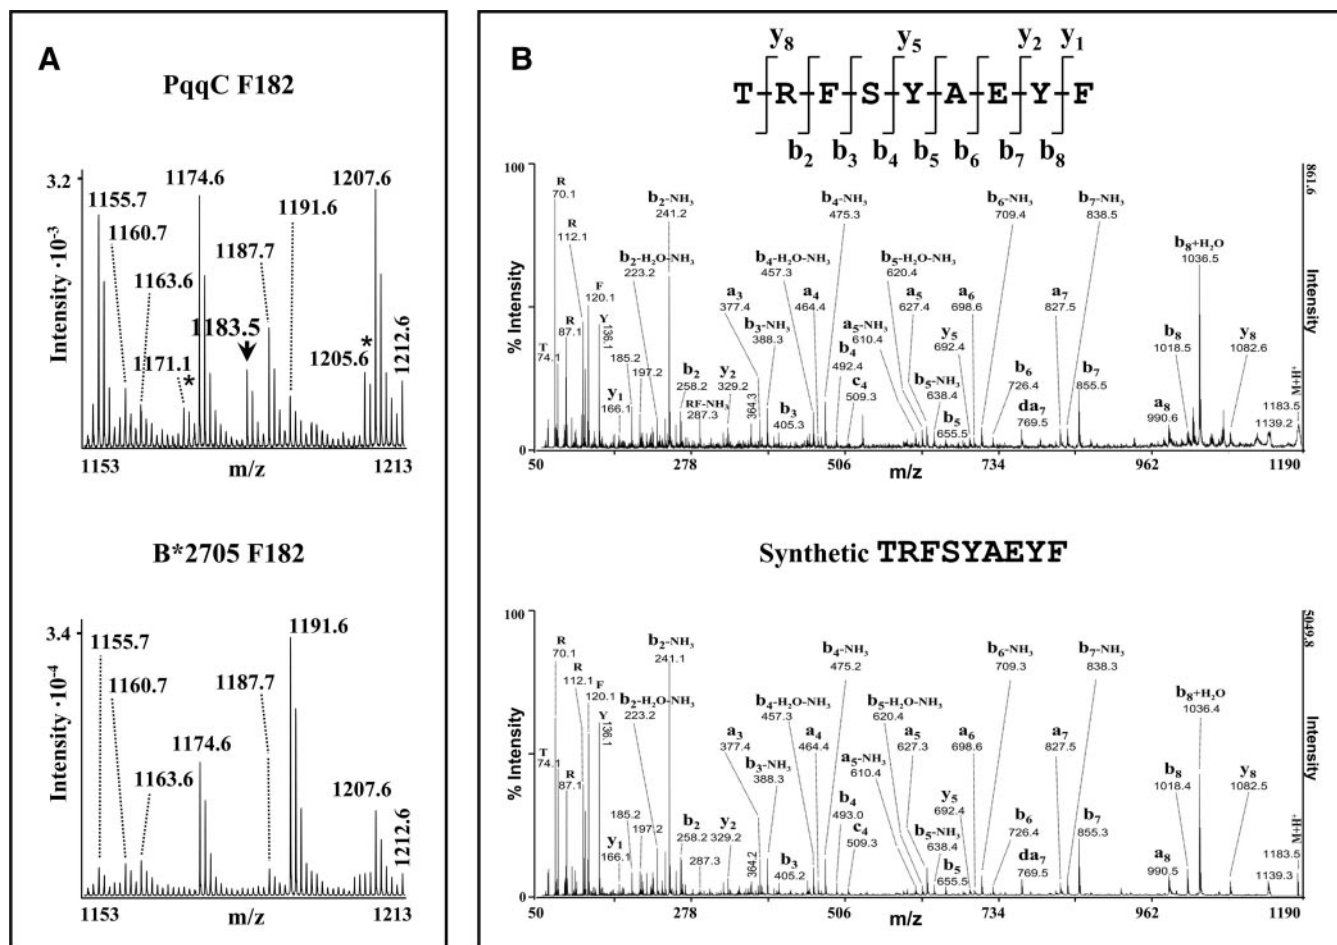 A
PqqC F182
3.2
Intensity ·10⁻³
1155.7
1160.7
1163.6
1171.1
*
1174.6
1183.5
1187.7
1191.6
1205.6
*
1207.6
1212.6
1153
m/z
1213
B*2705 F182
3.4
Intensity ·10⁻⁴
1155.7
1160.7
1163.6
1174.6
1187.7
1191.6
1207.6
1212.6
1153
m/z
1213
B
y₈ y₅ y₂ y₁
T R F S Y A E Y F
b₂ b₃ b₄ b₅ b₆ b₇ b₈
100
% Intensity
0
861.6
Intensity
R
70.1
R
112.1
F
120.1
R
87.1
Y
136.1
T
74.1
b₂-NH₃
241.2
b₂-H₂O-NH₃
223.2
185.2
197.2
y₁
166.1
b₂
258.2
RF-NH₃
287.3
y₂
329.2
364.3
a₃
377.4
b₃-NH₃
388.3
b₃
405.3
b₄-NH₃
475.3
b₄-H₂O-NH₃
457.3
a₄
464.4
b₄
492.4
c₄
509.3
b₅-H₂O-NH₃
620.4
a₅
627.4
a₅-NH₃
610.4
b₅-NH₃
638.4
b₅
655.5
y₅
692.4
a₆
698.6
b₆-NH₃
709.4
b₆
726.4
da₇
769.5
a₇
827.5
b₇-NH₃
838.5
b₇
855.5
a₈
990.6
b₈
1018.5
b₈+H₂O
1036.5
y₈
1082.6
1139.2
1183.5
M+H⁺
50 278 506 734 962 1190
m/z
Synthetic TRFSYAEYF
100
% Intensity
0
5049.8
Intensity
R
70.1
R
112.1
F
120.1
Y
136.1
T
74.1
R
87.1
b₂-NH₃
241.1
b₂-H₂O-NH₃
223.2
185.2
197.2
y₁
166.1
b₂
258.2
287.3
y₂
329.2
364.2
a₃
377.4
b₃-NH₃
388.3
b₃
405.2
b₄-NH₃
475.2
b₄-H₂O-NH₃
457.3
a₄
464.4
b₄
493.0
c₄
509.3
b₅-H₂O-NH₃
620.4
a₅
627.3
a₅-NH₃
610.4
b₅-NH₃
638.4
b₅
655.5
y₅
692.4
a₆
698.6
b₆-NH₃
709.3
b₆
726.4
da₇
769.5
a₇
827.5
b₇-NH₃
838.3
b₇
855.3
a₈
990.5
b₈
1018.4
b₈+H₂O
1036.4
y₈
1082.5
1139.3
1183.5
M+H⁺
50 278 506 734 962 1190
m/z